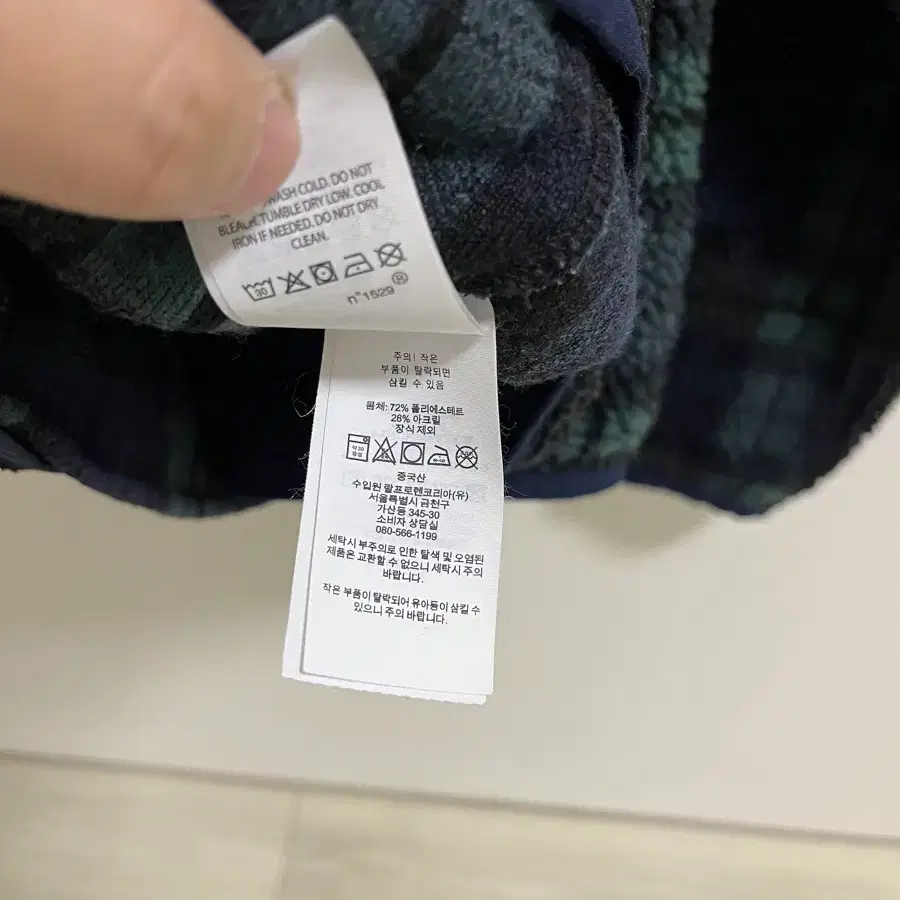 WASH COLD. DO NOT
BLEACH. TUMBLE DRY LOW. COOL
IRON IF NEEDED. DO NOT DRY
CLEAN.
30
n°1529 ®
주의! 작은
부품이 탈락되면
삼킬 수 있음
몸체: 72% 폴리에스테르
28% 아크릴
장식 제외
중국산
수입원 랄프로렌코리아(유)
서울특별시 금천구
가산동 345-30
소비자 상담실
080-566-1199
세탁시 부주의로 인한 탈색 및 오염된
제품은 교환할 수 없으니 세탁시 주의
바랍니다.
작은 부품이 탈락되어 유아등이 삼킬 수
있으니 주의 바랍니다.